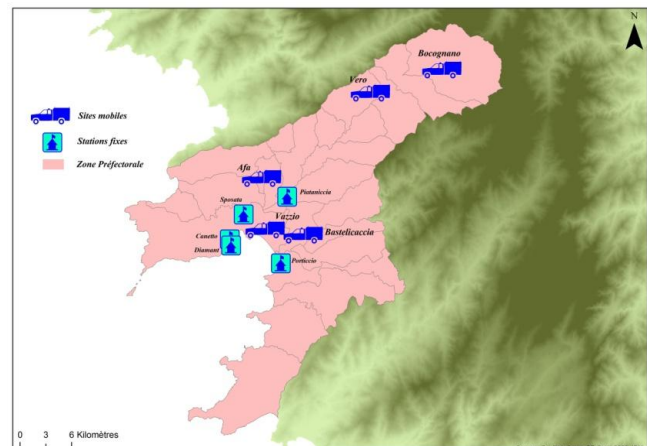 N
Bocognano
Vero
Sites mobiles
Stations fixes
Zone Préfectorale
Afa
Piataniccia
Sposata
Vazzio
Bastelicaccia
Canetto
Diamant
Porticcio
0 3 6 Kilomètres